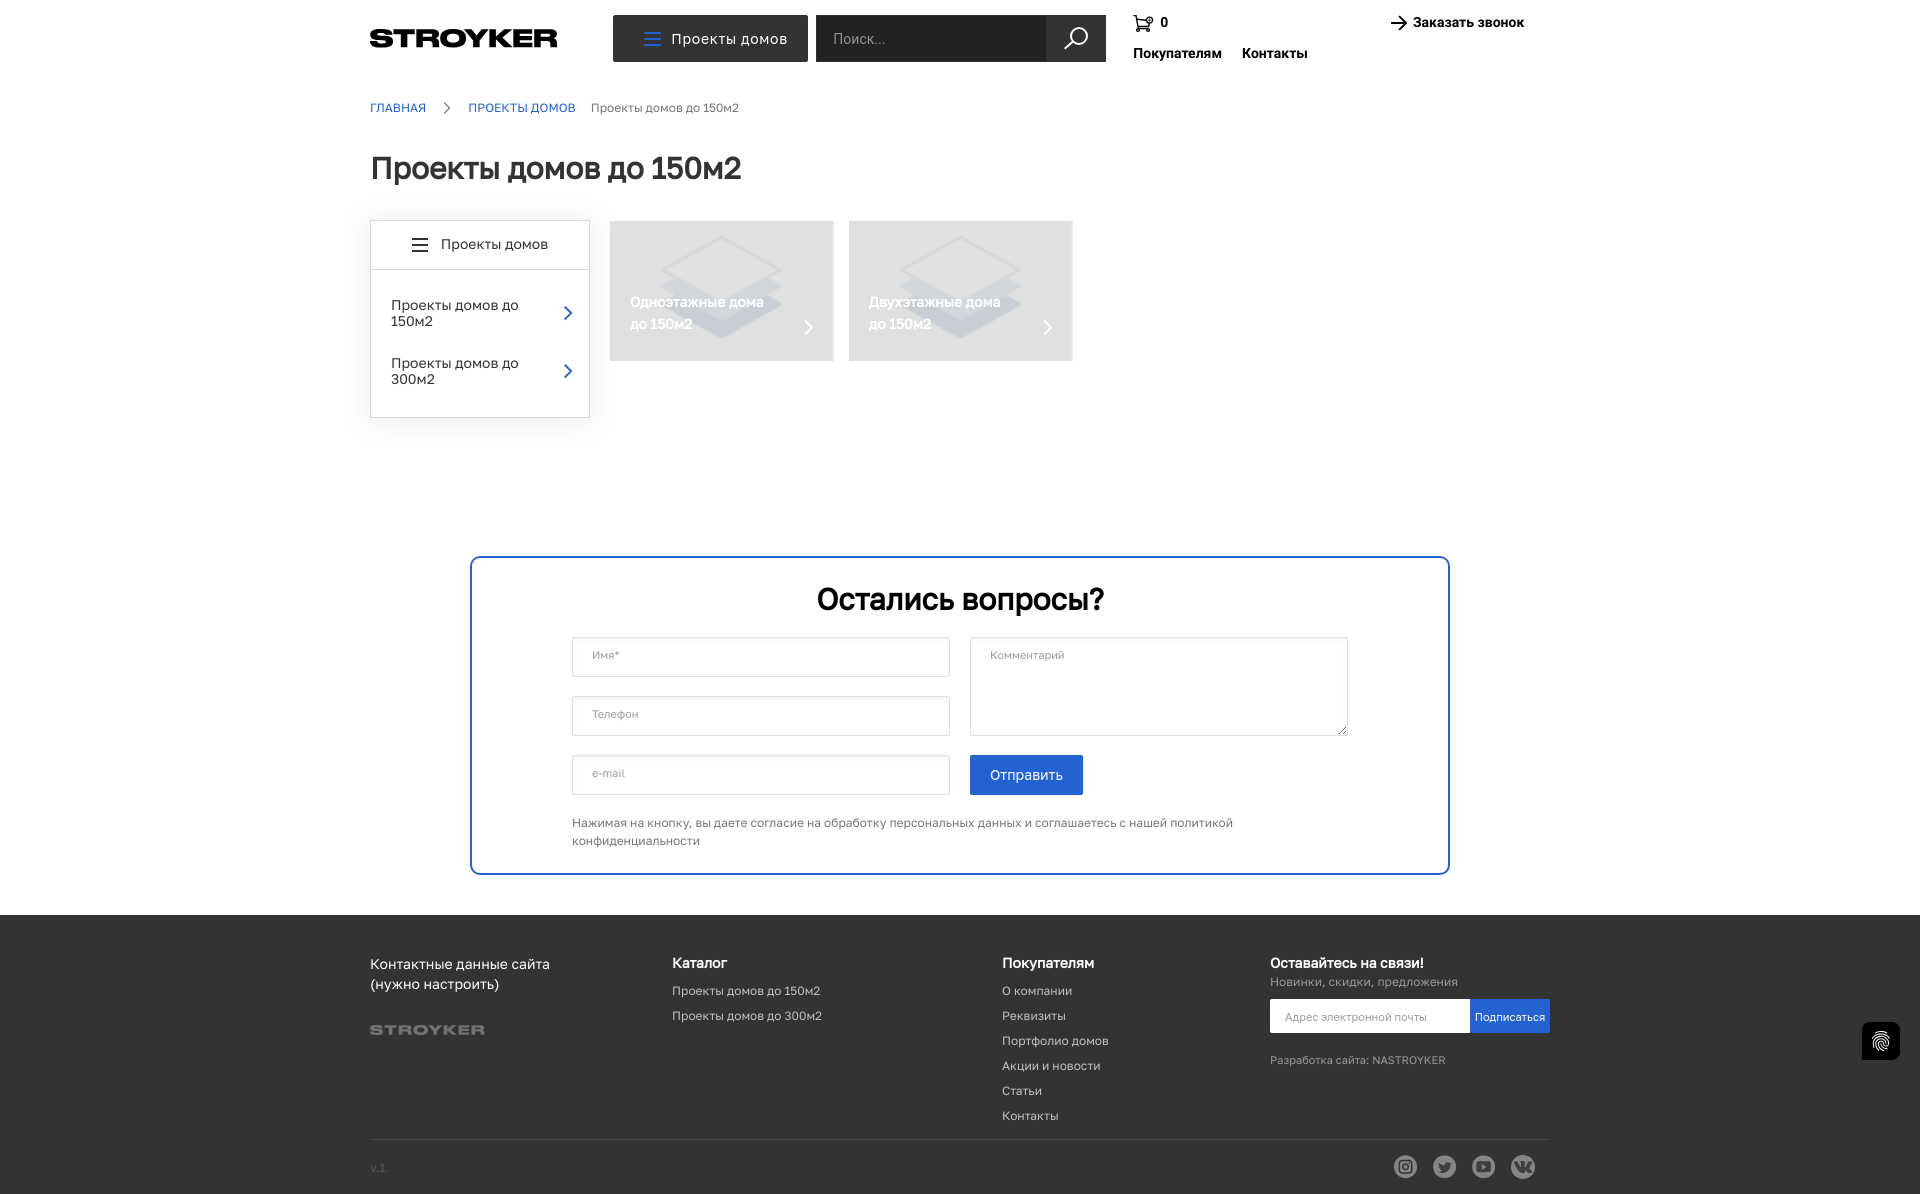 STROYKER
Проекты домов
Поиск...
0
Заказать звонок
Покупателям
Контакты
ГЛАВНАЯ
ПРОЕКТЫ ДОМОВ
Проекты домов до 150м2
Проекты домов до 150м2
Проекты домов
Проекты домов до
150м2
Проекты домов до
300м2
Одноэтажные дома
до 150м2
Двухэтажные дома
до 150м2
Остались вопросы?
Имя*
Телефон
e-mail
Комментарий
Отправить
Нажимая на кнопку, вы даете согласие на обработку персональных данных и соглашаетесь с нашей политикой
конфиденциальности
Контактные данные сайта
(нужно настроить)
STROYKER
Каталог
Проекты домов до 150м2
Проекты домов до 300м2
Покупателям
О компании
Реквизиты
Портфолио домов
Акции и новости
Статьи
Контакты
Оставайтесь на связи!
Новинки, скидки, предложения
Адрес электронной почты
Подписаться
Разработка сайта: NASTROYKER
v.1.